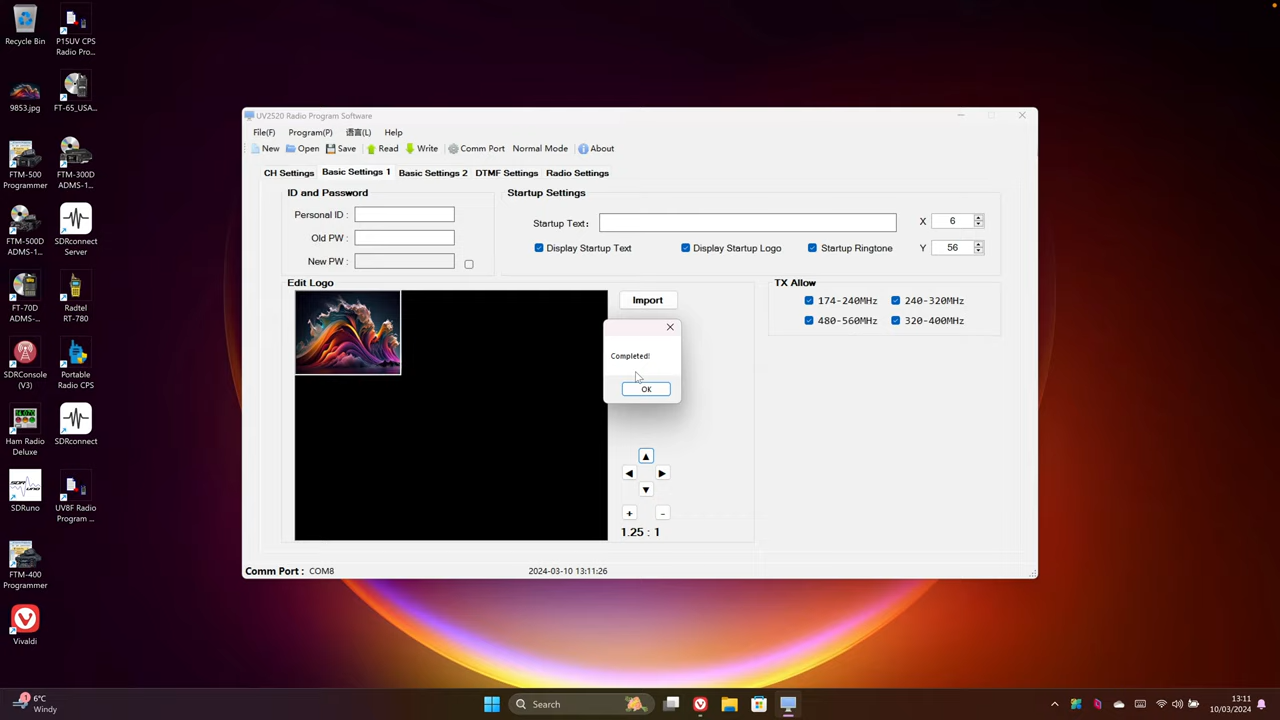 Recycle Bin
P15UV CPS
Radio Pro...
9853.jpg
FT-65_USA...
FTM-500
Programmer
FTM-300D
ADMS-1...
FTM-500D
ADMS-1...
SDRconnect
Server
FT-70D
ADMS-...
Radtel
RT-780
SDRConsole
(V3)
Portable
Radio CPS
Ham Radio
Deluxe
SDRconnect
SDRuno
UV8F Radio
Program ...
FTM-400
Programmer
Vivaldi
UV2S20 Radio Program Software
File(F) Program(P) 语言(L) Help
New Open Save Read Write Comm Port Normal Mode About
CH Settings Basic Settings 1 Basic Settings 2 DTMF Settings Radio Settings
ID and Password
Personal ID :
Old PW :
New PW :
Startup Settings
Startup Text:
X 6
Display Startup Text Display Startup Logo Startup Ringtone
Y 56
Edit Logo
Import
Completed!
OK
▲
◀ ▶
▼
+ -
1.25 : 1
TX Allow
174-240MHz 240-320MHz
480-560MHz 320-400MHz
Comm Port : COM8 2024-03-10 13:11:26
1
6°C
Windy
Search
13:11
10/03/2024